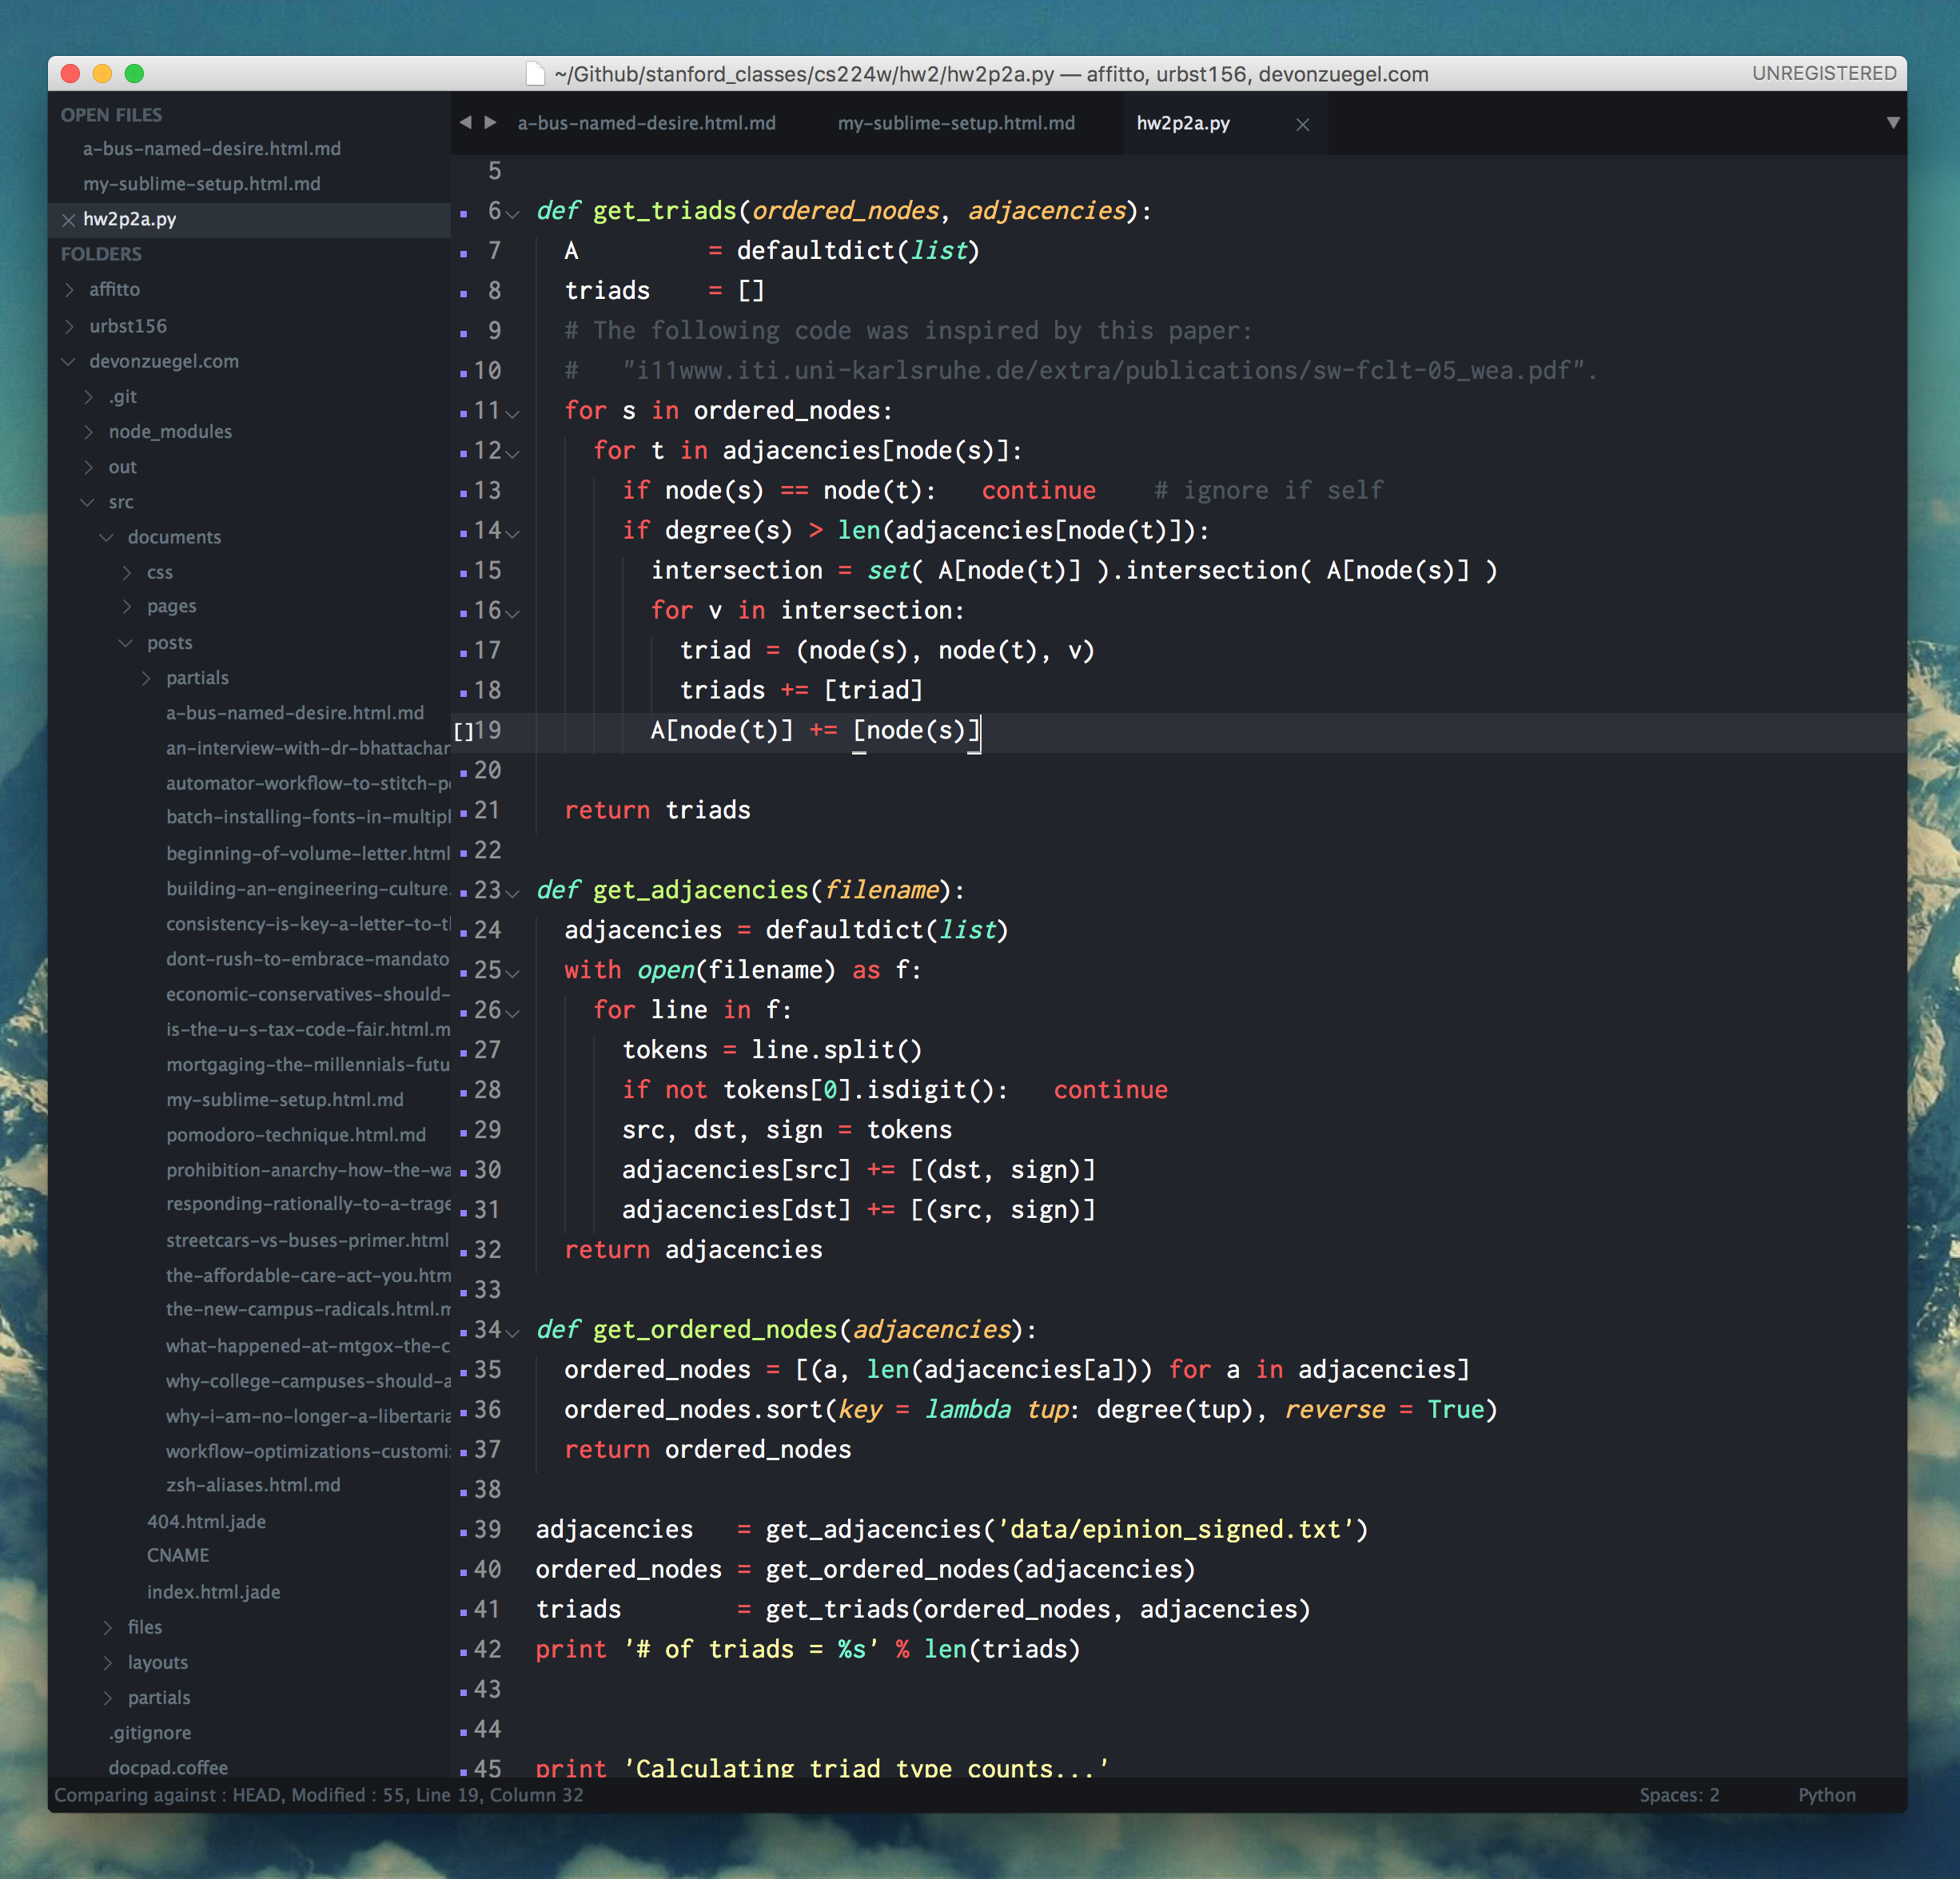 ~/Github/stanford_classes/cs224w/hw2/hw2p2a.py — affitto, urbst156, devonzuegel.com
UNREGISTERED
OPEN FILES
a-bus-named-desire.html.md
my-sublime-setup.html.md
hw2p2a.py
FOLDERS
affitto
urbst156
devonzuegel.com
.git
node_modules
out
src
documents
css
pages
posts
partials
a-bus-named-desire.html.md
an-interview-with-dr-bhattachar
automator-workflow-to-stitch-p
batch-installing-fonts-in-multipl
beginning-of-volume-letter.html
building-an-engineering-culture.
consistency-is-key-a-letter-to-t
dont-rush-to-embrace-mandato
economic-conservatives-should-
is-the-u-s-tax-code-fair.html.m
mortgaging-the-millennials-futu
my-sublime-setup.html.md
pomodoro-technique.html.md
prohibition-anarchy-how-the-wa
responding-rationally-to-a-trage
streetcars-vs-buses-primer.html
the-affordable-care-act-you.htm
the-new-campus-radicals.html.m
what-happened-at-mtgox-the-c
why-college-campuses-should-a
why-i-am-no-longer-a-libertaria
workflow-optimizations-customi
zsh-aliases.html.md
404.html.jade
CNAME
index.html.jade
files
layouts
partials
.gitignore
docpad.coffee
a-bus-named-desire.html.md my-sublime-setup.html.md hw2p2a.py
5
6 def get_triads(ordered_nodes, adjacencies):
7 A = defaultdict(list)
8 triads = []
9 # The following code was inspired by this paper:
10 # "i11www.iti.uni-karlsruhe.de/extra/publications/sw-fclt-05_wea.pdf".
11 for s in ordered_nodes:
12 for t in adjacencies[node(s)]:
13 if node(s) == node(t): continue # ignore if self
14 if degree(s) > len(adjacencies[node(t)]):
15 intersection = set( A[node(t)] ).intersection( A[node(s)] )
16 for v in intersection:
17 triad = (node(s), node(t), v)
18 triads += [triad]
[]19 A[node(t)] += [node(s)]
20
21 return triads
22
23 def get_adjacencies(filename):
24 adjacencies = defaultdict(list)
25 with open(filename) as f:
26 for line in f:
27 tokens = line.split()
28 if not tokens[0].isdigit(): continue
29 src, dst, sign = tokens
30 adjacencies[src] += [(dst, sign)]
31 adjacencies[dst] += [(src, sign)]
32 return adjacencies
33
34 def get_ordered_nodes(adjacencies):
35 ordered_nodes = [(a, len(adjacencies[a])) for a in adjacencies]
36 ordered_nodes.sort(key = lambda tup: degree(tup), reverse = True)
37 return ordered_nodes
38
39 adjacencies = get_adjacencies('data/epinion_signed.txt')
40 ordered_nodes = get_ordered_nodes(adjacencies)
41 triads = get_triads(ordered_nodes, adjacencies)
42 print '# of triads = %s' % len(triads)
43
44
45 print 'Calculating triad type counts...'
Comparing against : HEAD, Modified : 55, Line 19, Column 32
Spaces: 2
Python